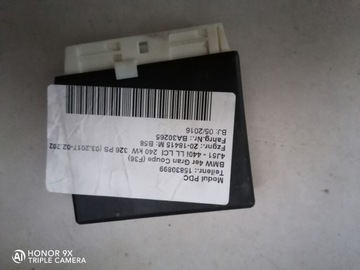 Modul PDC
Teilenr.: 15830899
BMW 4er Gran Coupe (F36)
4J51 - 440i LL LCI 240 kW 326 PS (03.2017-02.202
Fzgnr.: 20-18415 M: B58
Fahrg.Nr.: BA30265
BJ: 05/2016
HONOR 9X
TRIPLE CAMERA